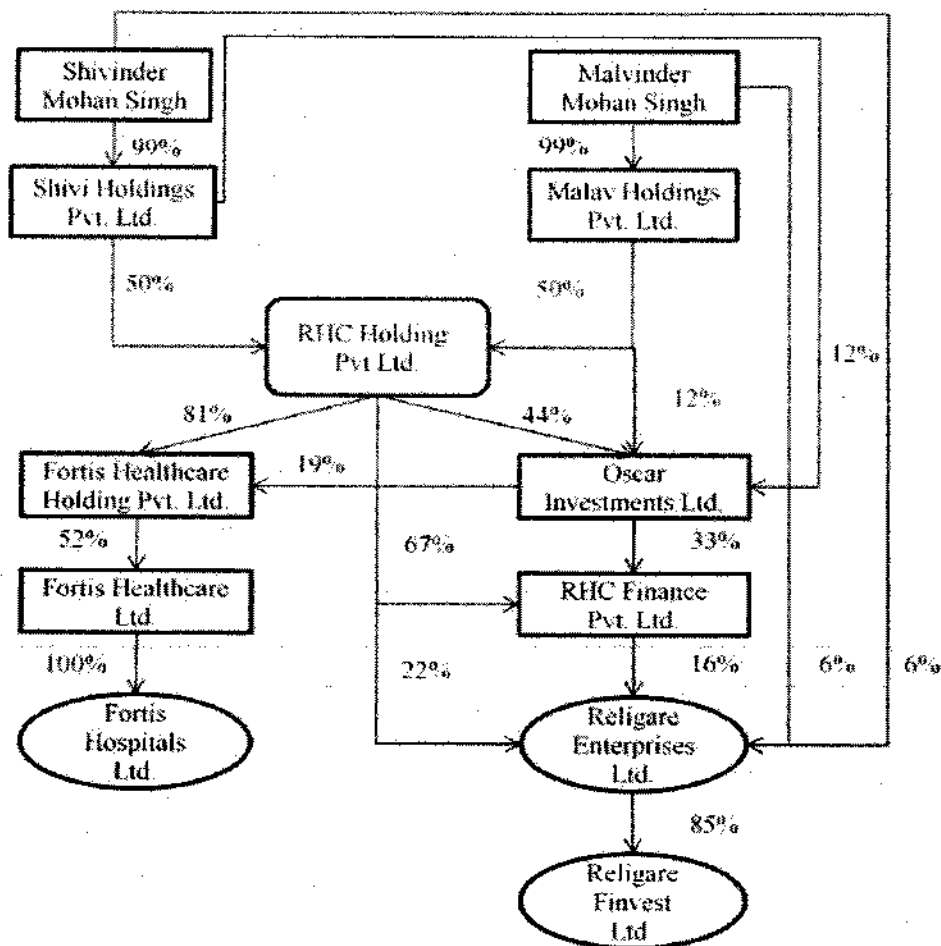 Shivinder
Mohan Singh
Malvinder
Mohan Singh
99%
99%
Shivi Holdings
Pvt. Ltd.
Malav Holdings
Pvt. Ltd.
50%
50%
RHC Holding
Pvt Ltd.
12%
81%
44%
12%
Fortis Healthcare
Holding Pvt. Ltd.
19%
Oscar
Investments Ltd.
52%
67%
33%
Fortis Healthcare
Ltd.
RHC Finance
Pvt. Ltd.
100%
22%
16%
6%
6%
Fortis
Hospitals
Ltd.
Religare
Enterprises
Ltd.
85%
Religare
Finvest
Ltd